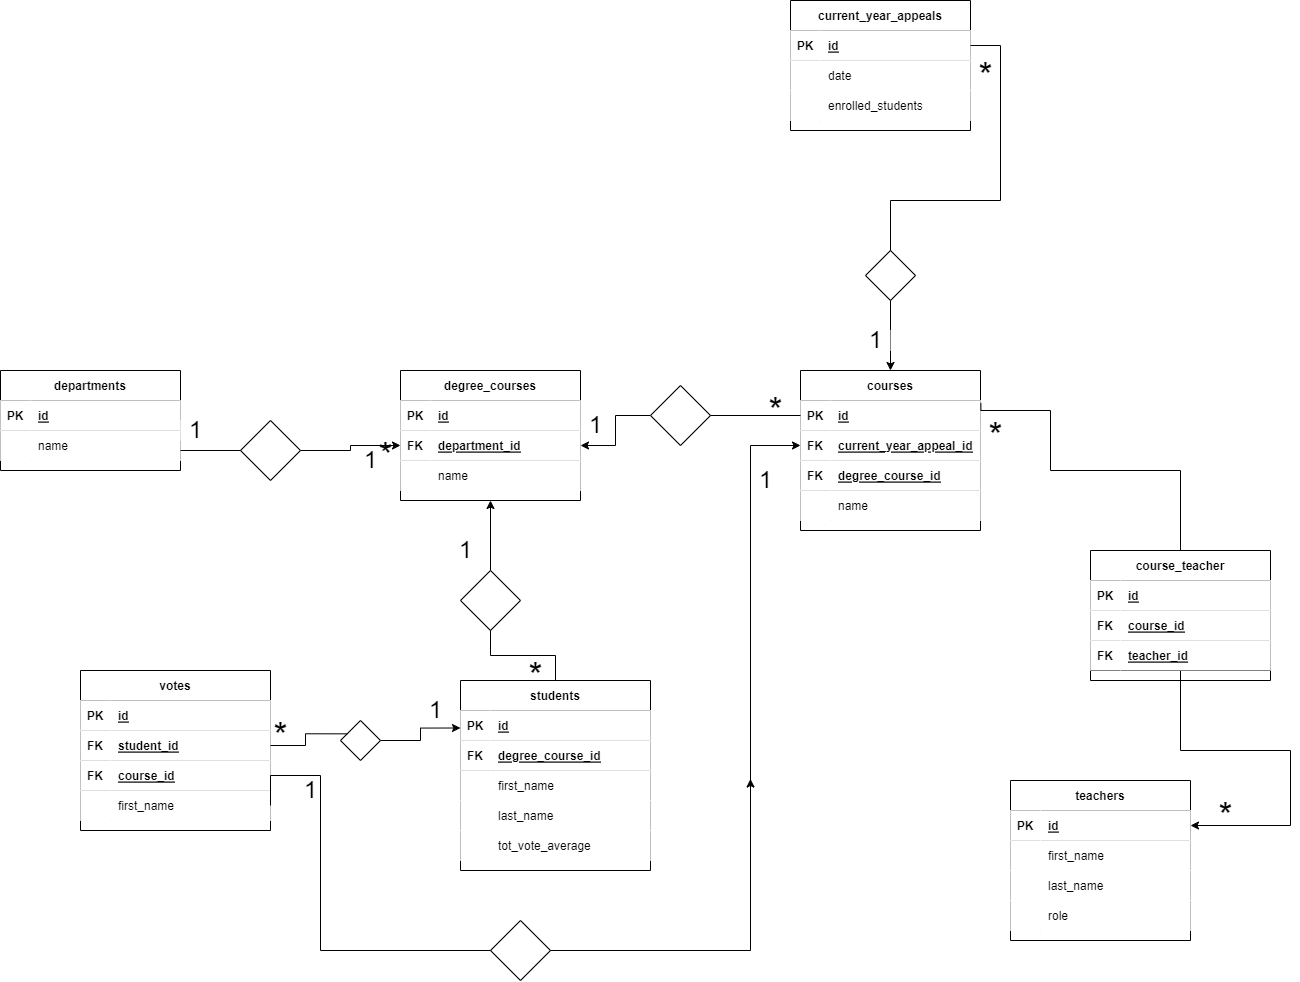 current_year_appeals
PK id
date
enrolled_students
*
1
departments
PK id
name
1
1 *
degree_courses
PK id
FK department_id
name
1
*
courses
PK id
FK current_year_appeal_id
FK degree_course_id
name
*
1
1
*
course_teacher
PK id
FK course_id
FK teacher_id
votes
PK id
FK student_id
FK course_id
first_name
*
1
1
students
PK id
FK degree_course_id
first_name
last_name
tot_vote_average
teachers
PK id
first_name
last_name
role
*